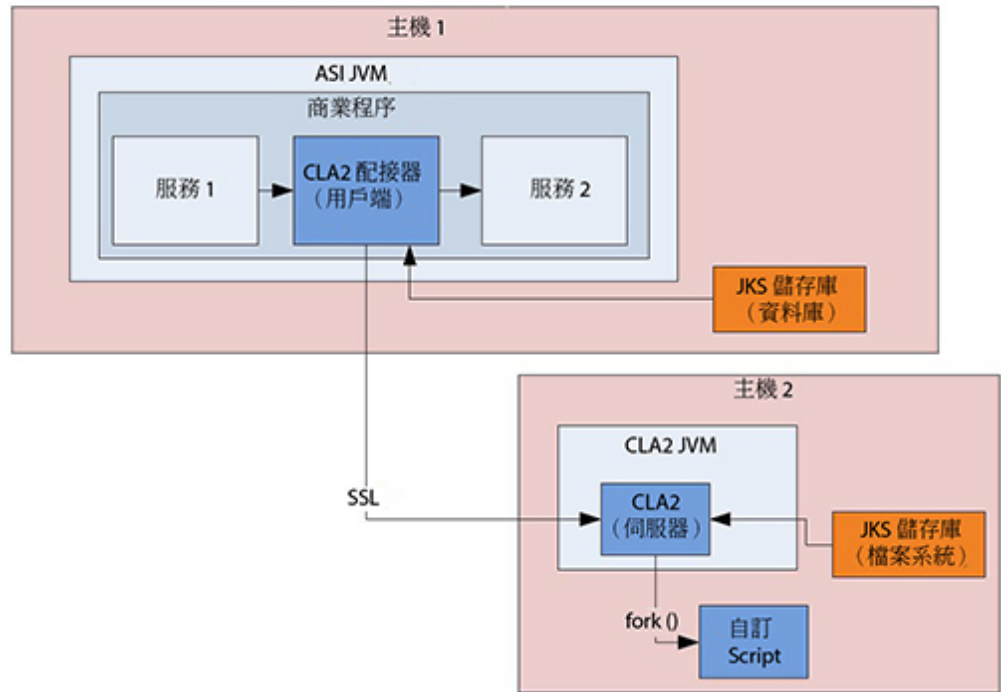 主機 1
ASI JVM
商業程序
服務 1
CLA2 配接器
（用戶端）
服務 2
JKS 儲存庫
（資料庫）
主機 2
CLA2 JVM
SSL
CLA2
（伺服器）
JKS 儲存庫
（檔案系統）
fork ()
自訂
Script